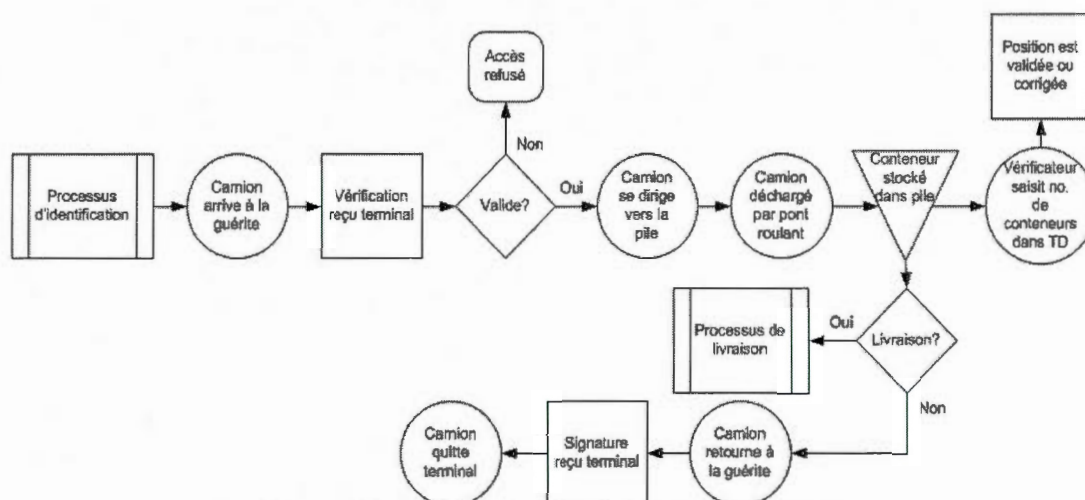 Accès
refusé
Position est
validée ou
corrigée
Non
Processus
d'identification
Camion
arrive à la
guérite
Vérification
reçu terminal
Valide?
Oui
Camion
se dirige
vers la
pile
Camion
déchargé
par pont
roulant
Conteneur
stocké
dans pile
Vérificateur
saisit no.
de
conteneurs
dans TD
Processus de
livraison
Oui
Livraison?
Non
Camion
quitte
terminal
Signature
reçu terminal
Camion
retourne à
la guérite